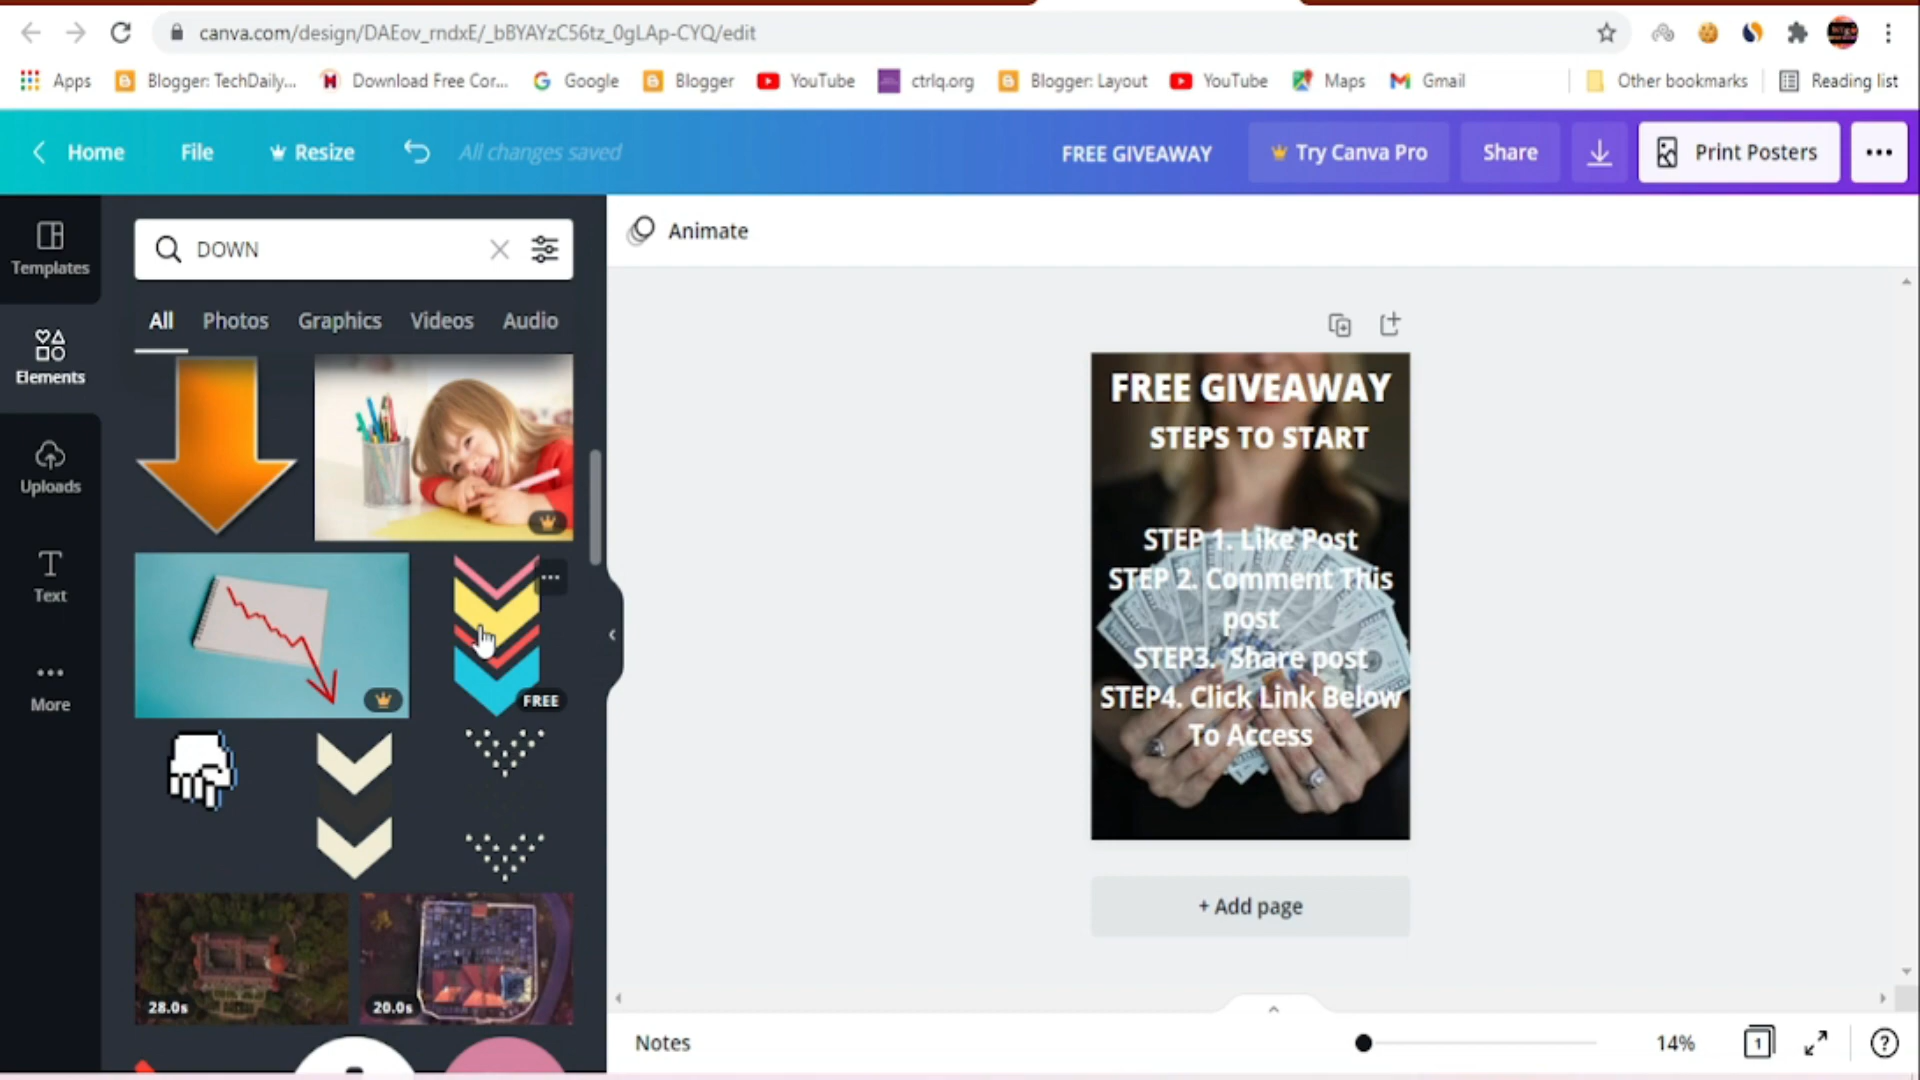 canva.com/design/DAEov_rndxE/_bBYAYzC56tz_0gLAp-CYQ/edit
Apps
Blogger: TechDaily...
Download Free Cor...
Google
Blogger
YouTube
ctrlq.org
Blogger: Layout
YouTube
Maps
Gmail
Other bookmarks
Reading list
Home
File
Resize
All changes saved
FREE GIVEAWAY
Try Canva Pro
Share
Print Posters
Templates
Elements
Uploads
Text
More
DOWN
All
Photos
Graphics
Videos
Audio
FREE
28.0s
20.0s
Animate
FREE GIVEAWAY
STEPS TO START
STEP 1. Like Post
STEP 2. Comment This
post
STEP3. Share post
STEP4. Click Link Below
To Access
+ Add page
Notes
14%
1